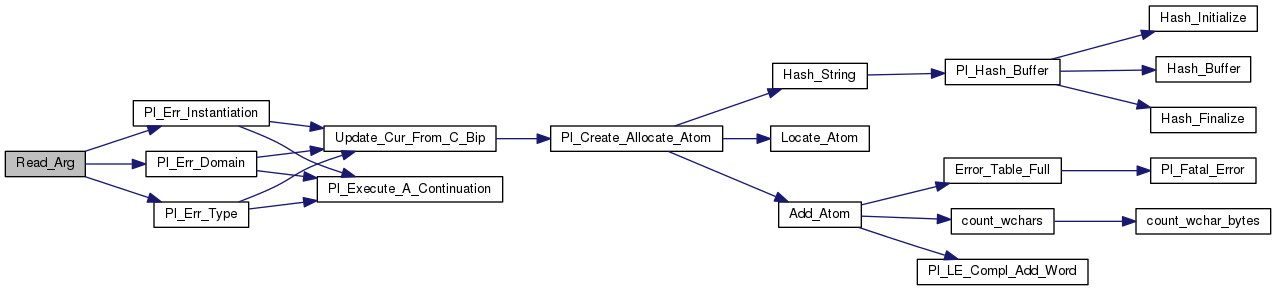 Read_Arg
Pl_Err_Instantiation
Pl_Err_Domain
Pl_Err_Type
Update_Cur_From_C_Bip
Pl_Execute_A_Continuation
Pl_Create_Allocate_Atom
Hash_String
Locate_Atom
Add_Atom
Pl_Hash_Buffer
Error_Table_Full
count_wchars
Pl_LE_Compl_Add_Word
Hash_Initialize
Hash_Buffer
Hash_Finalize
Pl_Fatal_Error
count_wchar_bytes